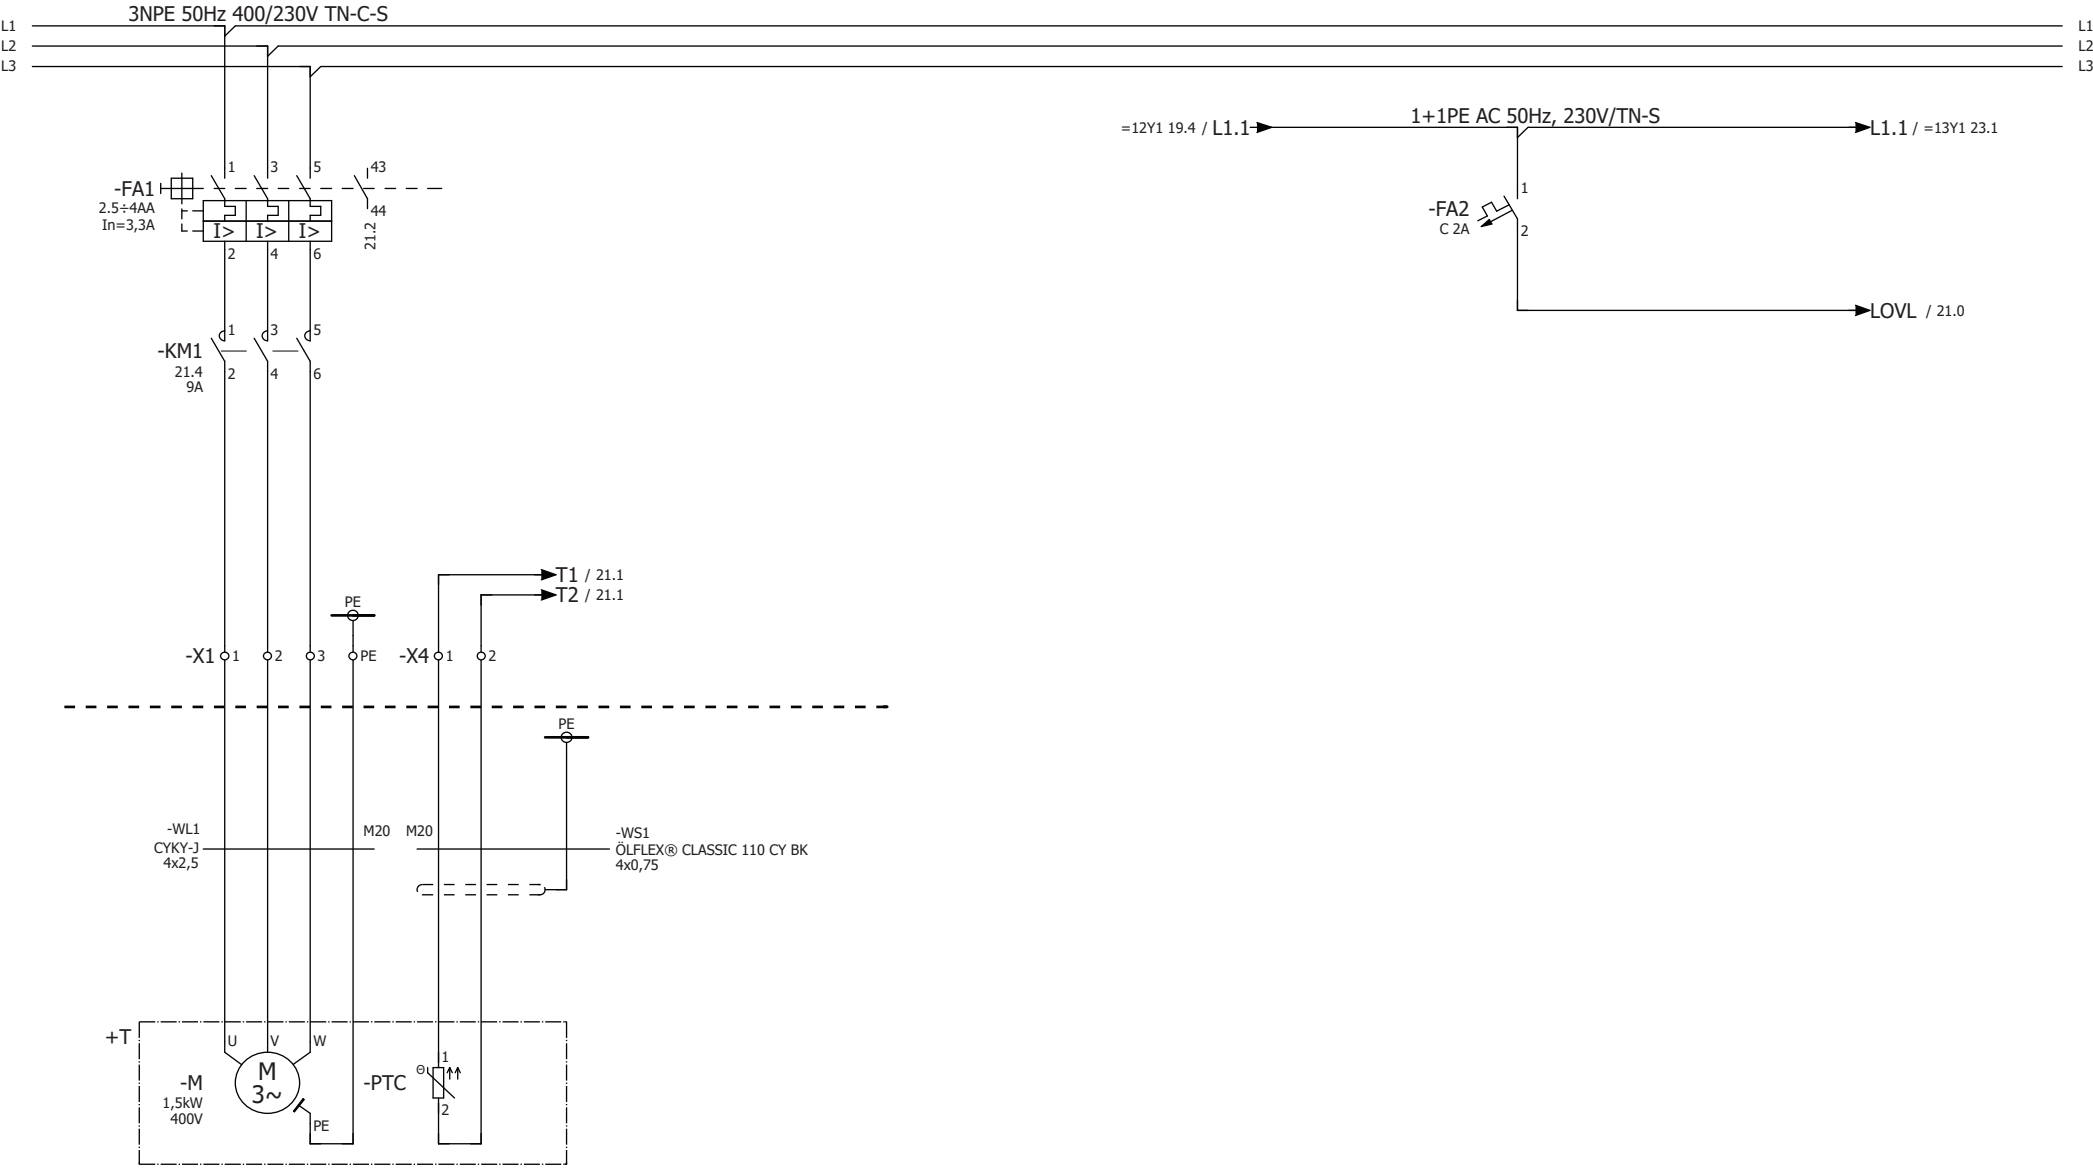 3NPE 50Hz 400/230V TN-C-S
L1 L1
L2 L2
L3 L3
=12Y1 19.4 / L1.1
1+1PE AC 50Hz, 230V/TN-S
L1.1 / =13Y1 23.1
1 3 5 43
-FA1
2.5÷4AA
In=3,3A
44
21.2
I> I> I>
2 4 6
1
-FA2
C 2A
2
LOVL / 21.0
1 3 5
-KM1
21.4
9A
2 4 6
T1 / 21.1
T2 / 21.1
PE
-X1 1 2 3 PE
-X4 1 2
PE
-WL1
CYKY-J
4x2,5
M20 M20
-WS1
ÖLFLEX® CLASSIC 110 CY BK
4x0,75
+T
U V W
M
3~
-M
1,5kW
400V
PE
-PTC
Θ
1
2